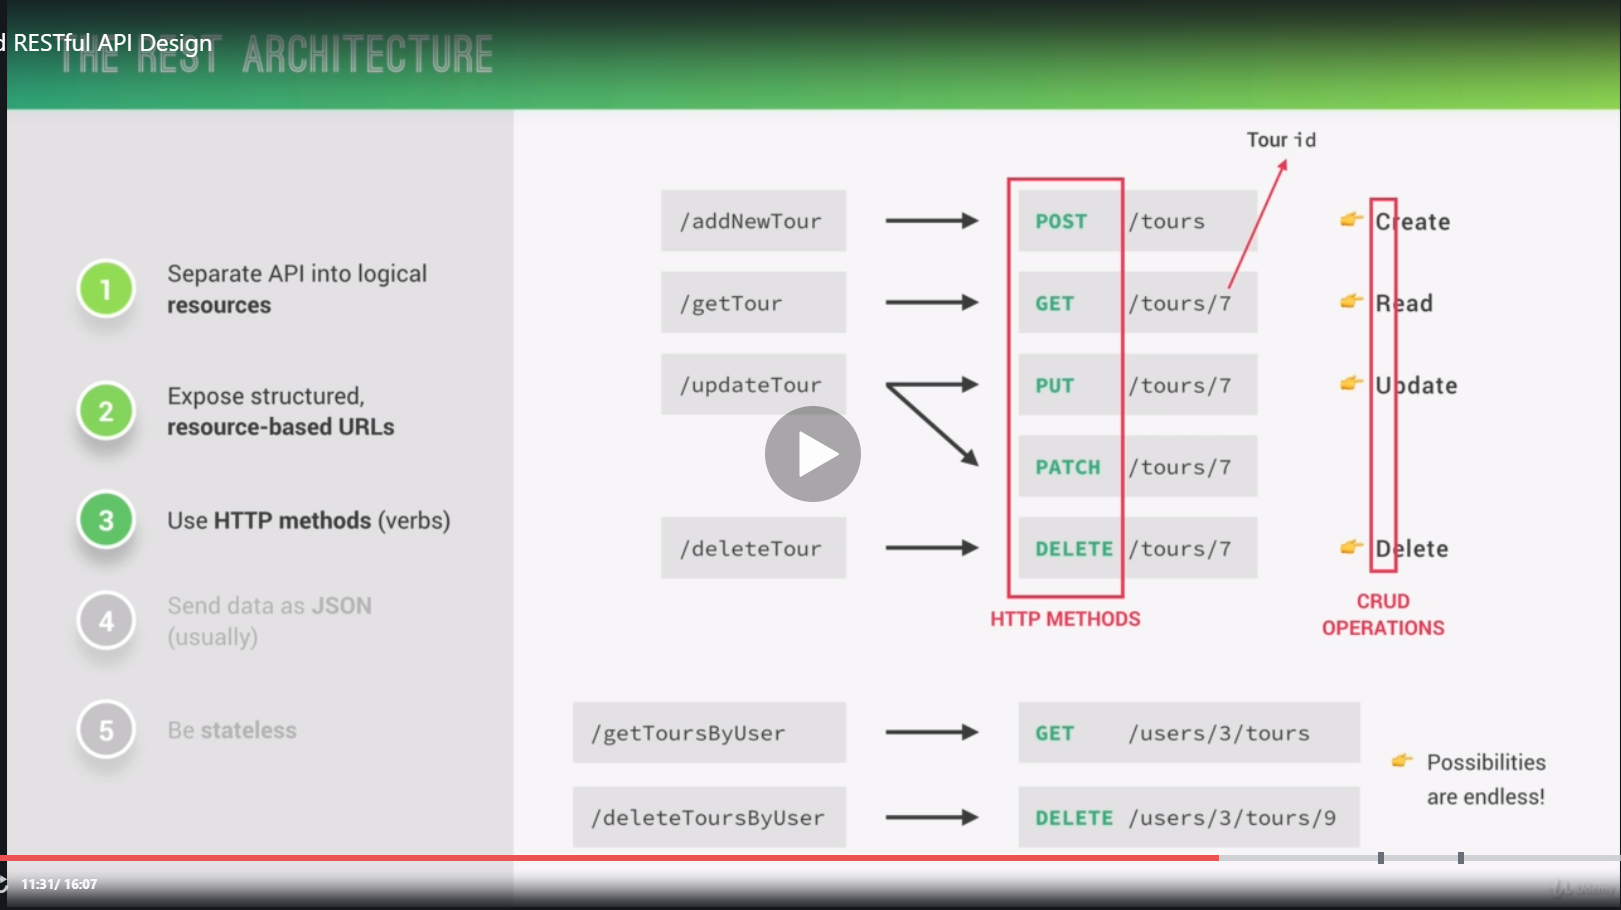 d RESTful API Design
THE REST ARCHITECTURE
1
Separate API into logical
resources
2
Expose structured,
resource-based URLs
3
Use HTTP methods (verbs)
4
Send data as JSON
(usually)
5
Be stateless
Tour id
/addNewTour POST /tours Create
/getTour GET /tours/7 Read
/updateTour PUT /tours/7 Update
PATCH /tours/7
/deleteTour DELETE /tours/7 Delete
HTTP METHODS
CRUD
OPERATIONS
/getToursByUser GET /users/3/tours
/deleteToursByUser DELETE /users/3/tours/9
Possibilities
are endless!
11:31/ 16:07
Udemy